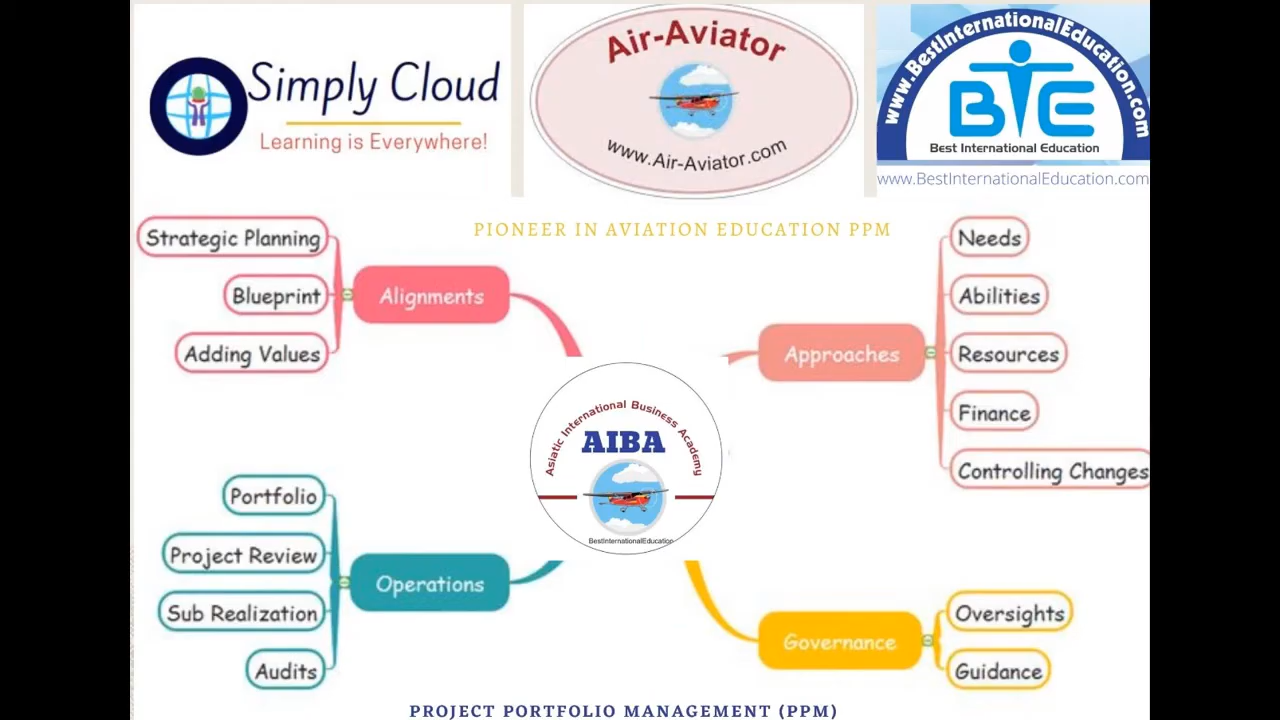 Simply Cloud
Learning is Everywhere!
Air-Aviator
www.Air-Aviator.com
www.BestInternationalEducation.com
BTE
Best International Education
www.BestInternationalEducation.com
PIONEER IN AVIATION EDUCATION PPM
Strategic Planning
Blueprint
Adding Values
Alignments
Approaches
Needs
Abilities
Resources
Finance
Controlling Changes
Asiatic International Business Academy
AIBA
BestInternationalEducation
Portfolio
Project Review
Sub Realization
Audits
Operations
Governance
Oversights
Guidance
PROJECT PORTFOLIO MANAGEMENT (PPM)